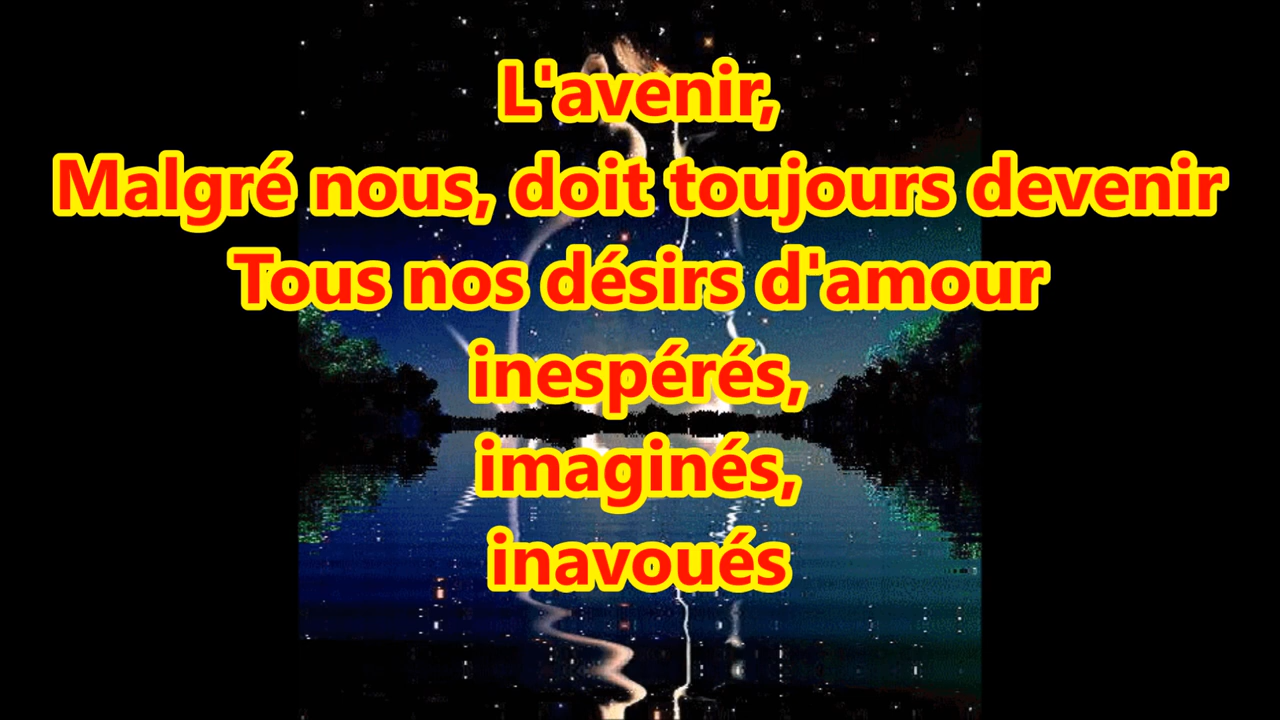 L'avenir,
Malgré nous, doit toujours devenir
Tous nos désirs d'amour
inespérés,
imaginés,
inavoués